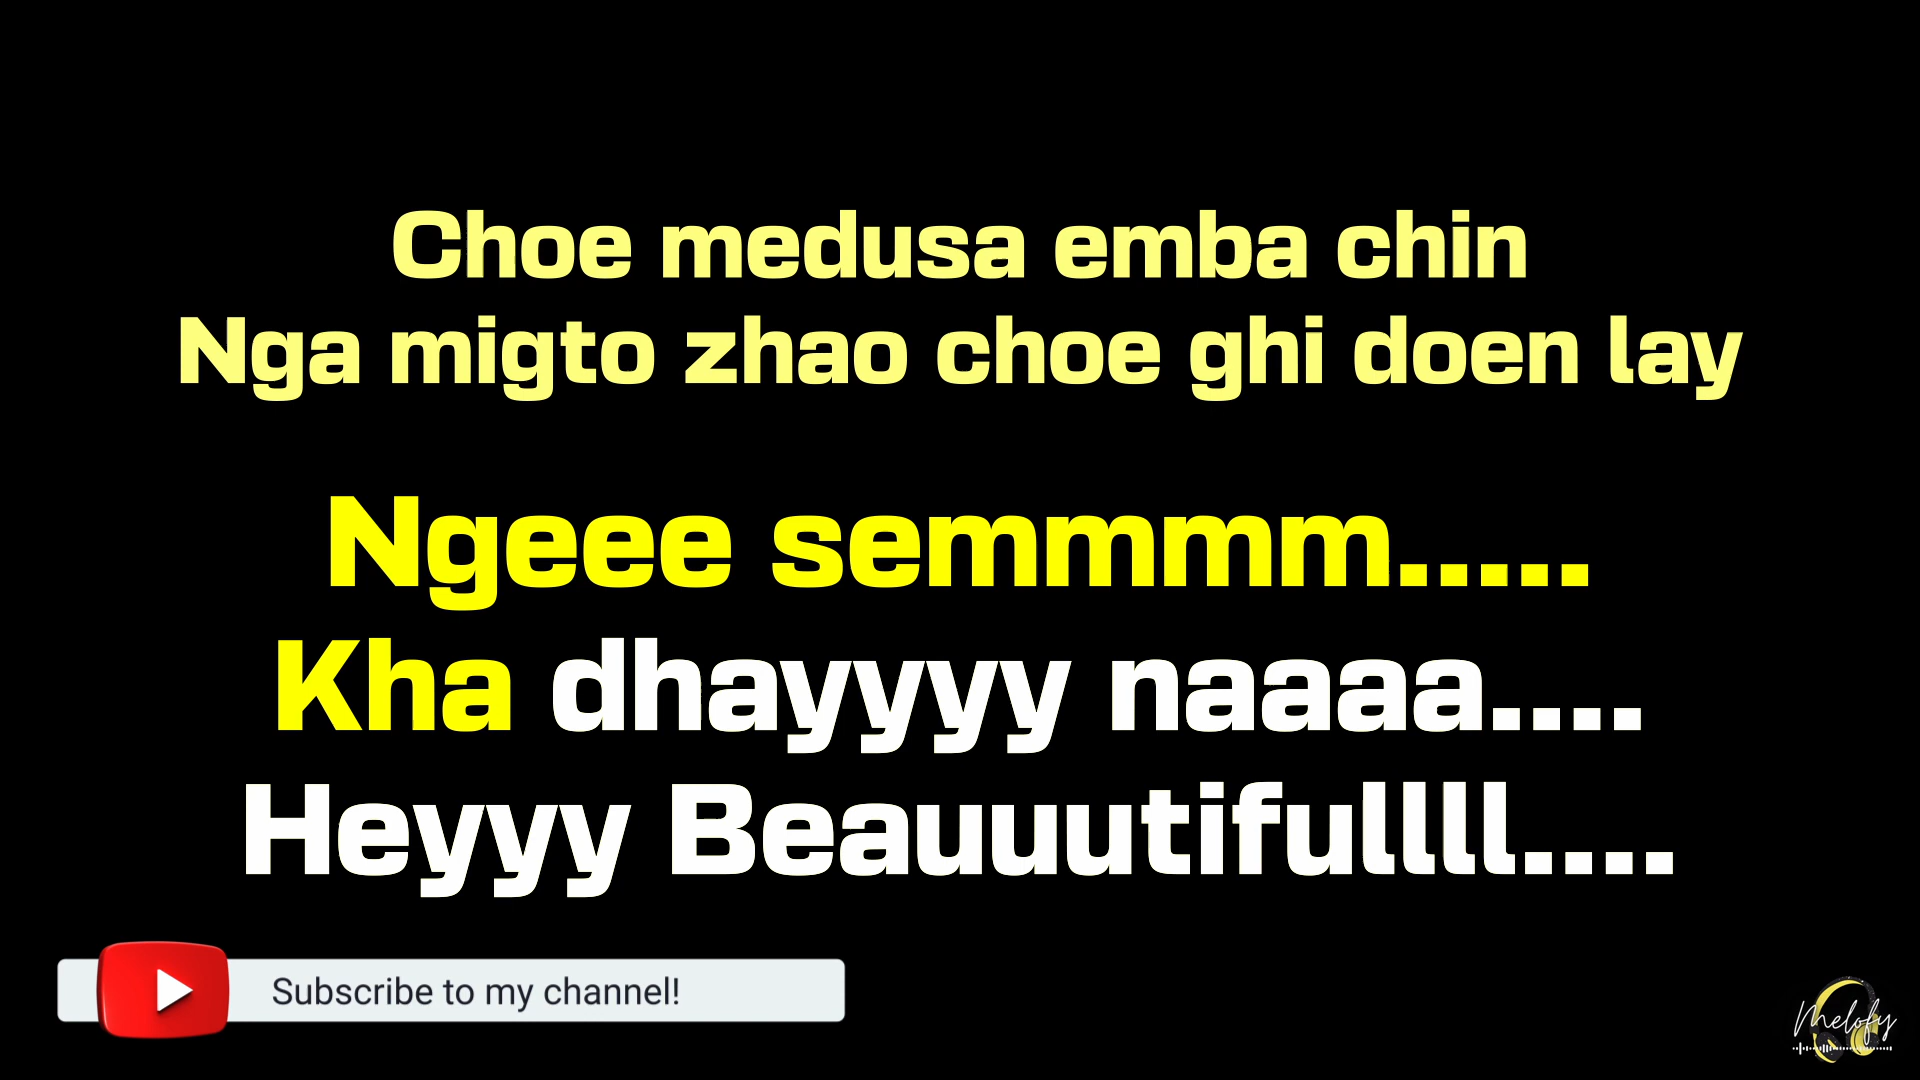 Choe medusa emba chin
Nga migto zhao choe ghi doen lay
Ngeee semmmm.....
Kha dhayyyy naaaa....
Heyyy Beauuutifullll....
Subscribe to my channel!
Melofy